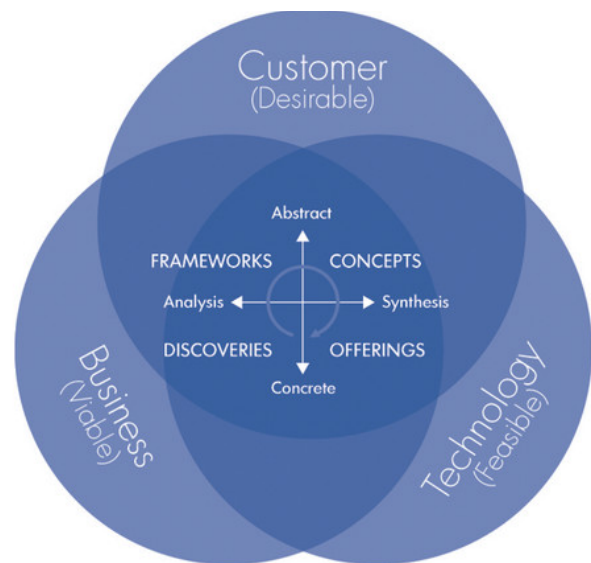 Customer
(Desirable)
Abstract
FRAMEWORKS CONCEPTS
Analysis Synthesis
DISCOVERIES OFFERINGS
Concrete
Business
(Viable)
Technology
(Feasible)